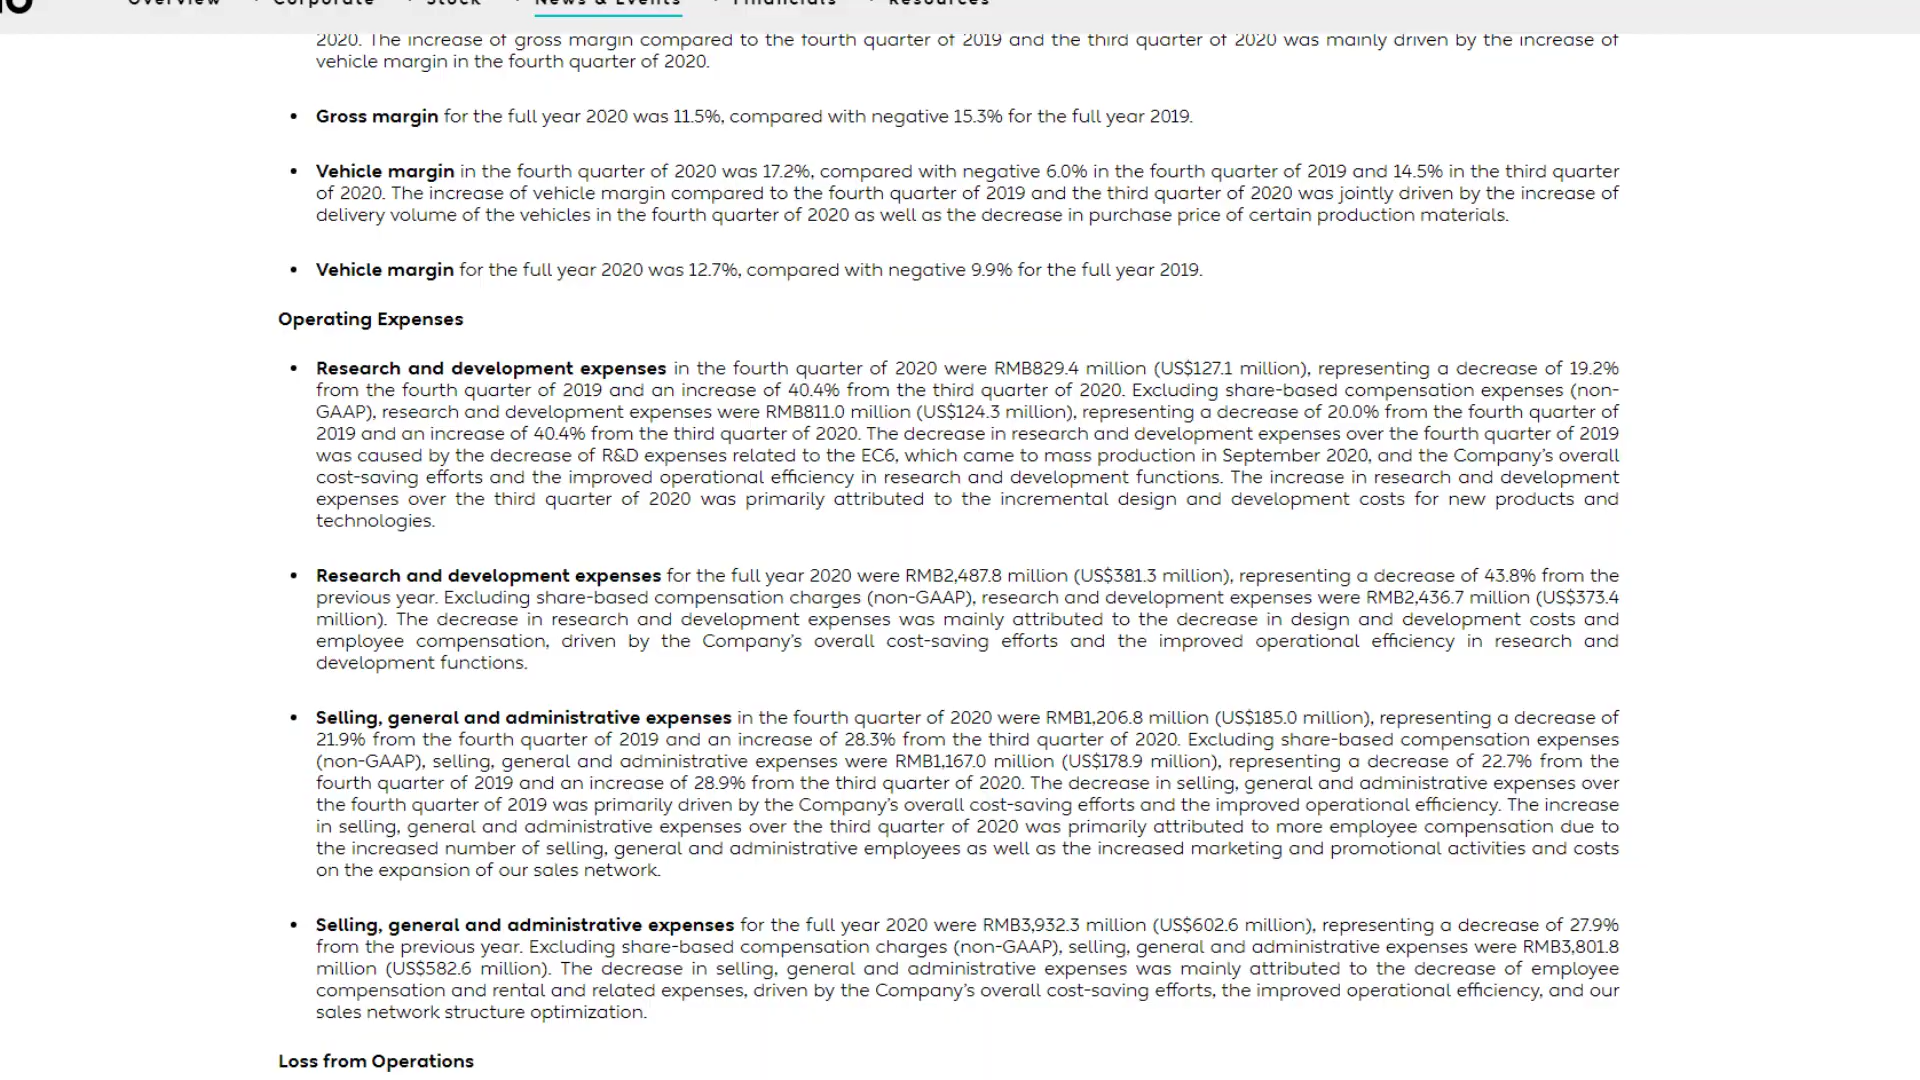 Overview Corporate Stock News & Events Financials Resources
2020. The increase of gross margin compared to the fourth quarter of 2019 and the third quarter of 2020 was mainly driven by the increase of
vehicle margin in the fourth quarter of 2020.
• Gross margin for the full year 2020 was 11.5%, compared with negative 15.3% for the full year 2019.
• Vehicle margin in the fourth quarter of 2020 was 17.2%, compared with negative 6.0% in the fourth quarter of 2019 and 14.5% in the third quarter
of 2020. The increase of vehicle margin compared to the fourth quarter of 2019 and the third quarter of 2020 was jointly driven by the increase of
delivery volume of the vehicles in the fourth quarter of 2020 as well as the decrease in purchase price of certain production materials.
• Vehicle margin for the full year 2020 was 12.7%, compared with negative 9.9% for the full year 2019.
Operating Expenses
• Research and development expenses in the fourth quarter of 2020 were RMB829.4 million (US$127.1 million), representing a decrease of 19.2%
from the fourth quarter of 2019 and an increase of 40.4% from the third quarter of 2020. Excluding share-based compensation expenses (non-
GAAP), research and development expenses were RMB811.0 million (US$124.3 million), representing a decrease of 20.0% from the fourth quarter of
2019 and an increase of 40.4% from the third quarter of 2020. The decrease in research and development expenses over the fourth quarter of 2019
was caused by the decrease of R&D expenses related to the EC6, which came to mass production in September 2020, and the Company's overall
cost-saving efforts and the improved operational efficiency in research and development functions. The increase in research and development
expenses over the third quarter of 2020 was primarily attributed to the incremental design and development costs for new products and
technologies.
• Research and development expenses for the full year 2020 were RMB2,487.8 million (US$381.3 million), representing a decrease of 43.8% from the
previous year. Excluding share-based compensation charges (non-GAAP), research and development expenses were RMB2,436.7 million (US$373.4
million). The decrease in research and development expenses was mainly attributed to the decrease in design and development costs and
employee compensation, driven by the Company's overall cost-saving efforts and the improved operational efficiency in research and
development functions.
• Selling, general and administrative expenses in the fourth quarter of 2020 were RMB1,206.8 million (US$185.0 million), representing a decrease of
21.9% from the fourth quarter of 2019 and an increase of 28.3% from the third quarter of 2020. Excluding share-based compensation expenses
(non-GAAP), selling, general and administrative expenses were RMB1,167.0 million (US$178.9 million), representing a decrease of 22.7% from the
fourth quarter of 2019 and an increase of 28.9% from the third quarter of 2020. The decrease in selling, general and administrative expenses over
the fourth quarter of 2019 was primarily driven by the Company's overall cost-saving efforts and the improved operational efficiency. The increase
in selling, general and administrative expenses over the third quarter of 2020 was primarily attributed to more employee compensation due to
the increased number of selling, general and administrative employees as well as the increased marketing and promotional activities and costs
on the expansion of our sales network.
• Selling, general and administrative expenses for the full year 2020 were RMB3,932.3 million (US$602.6 million), representing a decrease of 27.9%
from the previous year. Excluding share-based compensation charges (non-GAAP), selling, general and administrative expenses were RMB3,801.8
million (US$582.6 million). The decrease in selling, general and administrative expenses was mainly attributed to the decrease of employee
compensation and rental and related expenses, driven by the Company's overall cost-saving efforts, the improved operational efficiency, and our
sales network structure optimization.
Loss from Operations